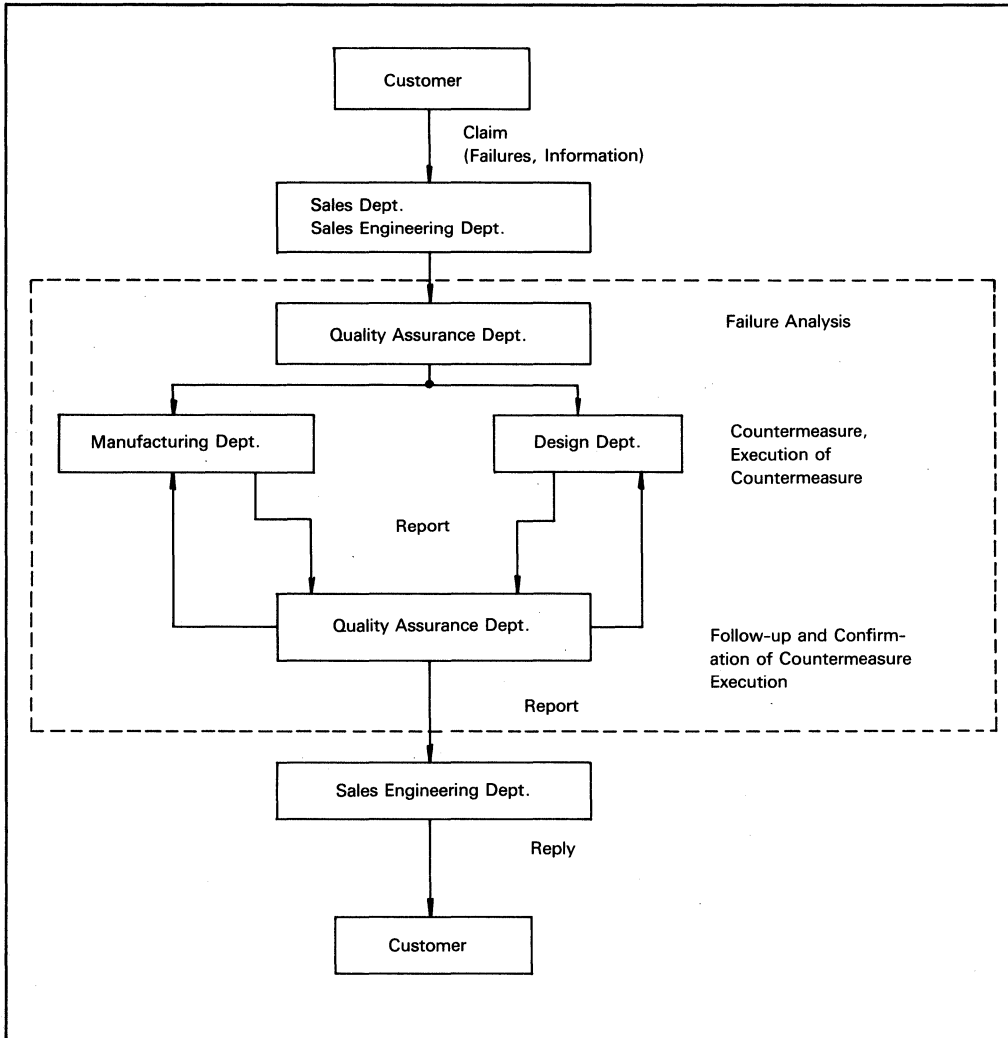 Customer
Claim
(Failures, Information)
Sales Dept.
Sales Engineering Dept.
Quality Assurance Dept.
Failure Analysis
Manufacturing Dept.
Design Dept.
Countermeasure,
Execution of
Countermeasure
Report
Quality Assurance Dept.
Follow-up and Confirm-
ation of Countermeasure
Execution
Report
Sales Engineering Dept.
Reply
Customer